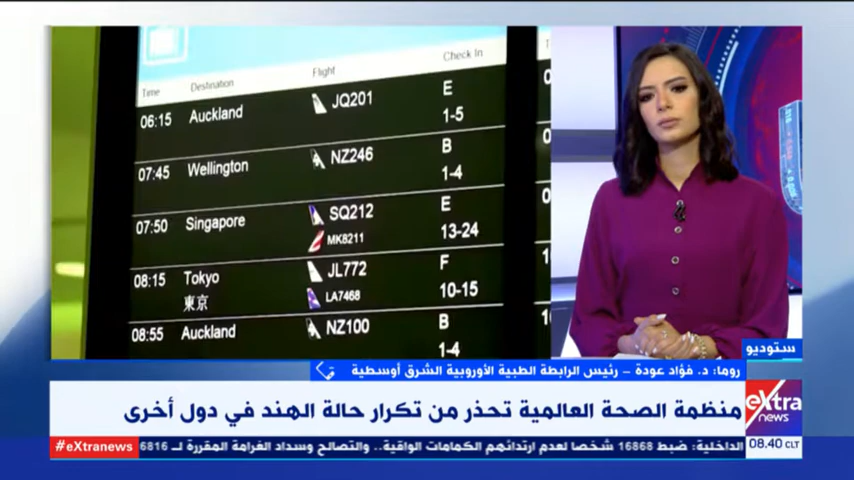 Time Destination Flight Check In
06:15 Auckland JQ201 E
1-5
07:45 Wellington NZ246 B
1-4
07:50 Singapore SQ212 E
MK8211 13-24
08:15 Tokyo JL772 F
東京 LA7468 10-15
08:55 Auckland NZ100 B
1-4
ستوديو
روما: د. فؤاد عودة – رئيس الرابطة الطبية الأوروبية الشرق أوسطية
منظمة الصحة العالمية تحذر من تكرار حالة الهند في دول أخرى
eXtra
news
08.40 CLT
الداخلية: ضبط 16868 شخصا لعدم ارتدائهم الكمامات الواقية.. والتصالح وسداد الغرامة المقررة لــ 6816
#eXtranews